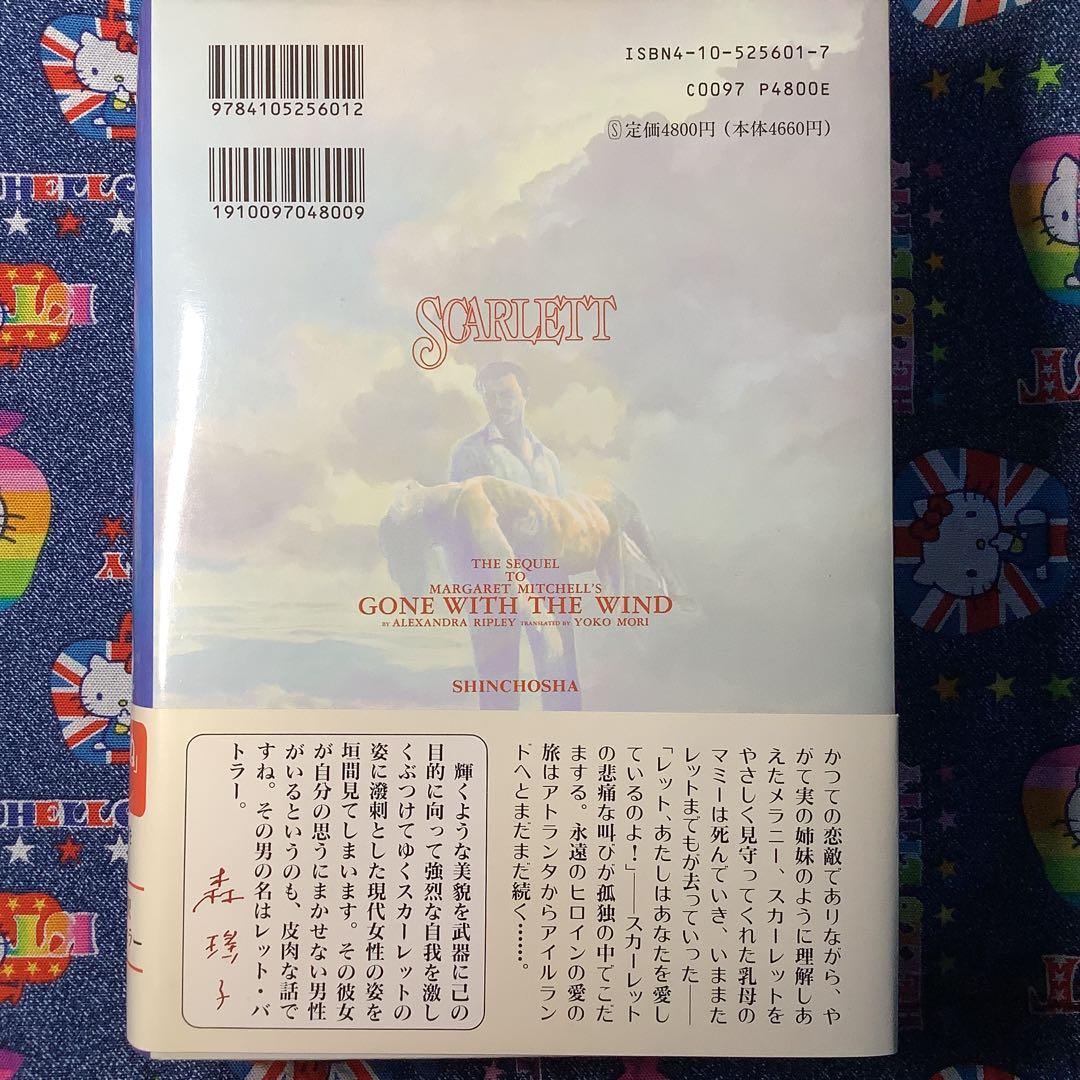 9784105256012
1910097048009
ISBN4-10-525601-7
C0097 P4800E
Ⓢ定価4800円（本体4660円）
SCARLETT
THE SEQUEL
TO
MARGARET MITCHELL'S
GONE WITH THE WIND
BY ALEXANDRA RIPLEY TRANSLATED BY YOKO MORI
SHINCHOSHA
かつての恋敵でありながら、や
がて実の姉妹のように理解しあ
えたメラニー、スカーレットを
やさしく見守ってくれた乳母の
マミーは死んでいき、いままた
レットまでもが去っていった――
「レット、あたしはあなたを愛し
ているのよ！」――スカーレット
の悲痛な叫びが孤独の中でこだ
まする。永遠のヒロインの愛の
旅はアトランタからアイルラン
ドへとまだまだ続く……。
輝くような美貌を武器に己の
目的に向って強烈な自我を激し
くぶつけてゆくスカーレットの
姿に潑剌とした現代女性の姿を
垣間見てしまいます。その彼女
が自分の思うにまかせない男性
がいるというのも、皮肉な話で
すね。その男の名はレット・バ
トラー。
森瑤子
HELLO